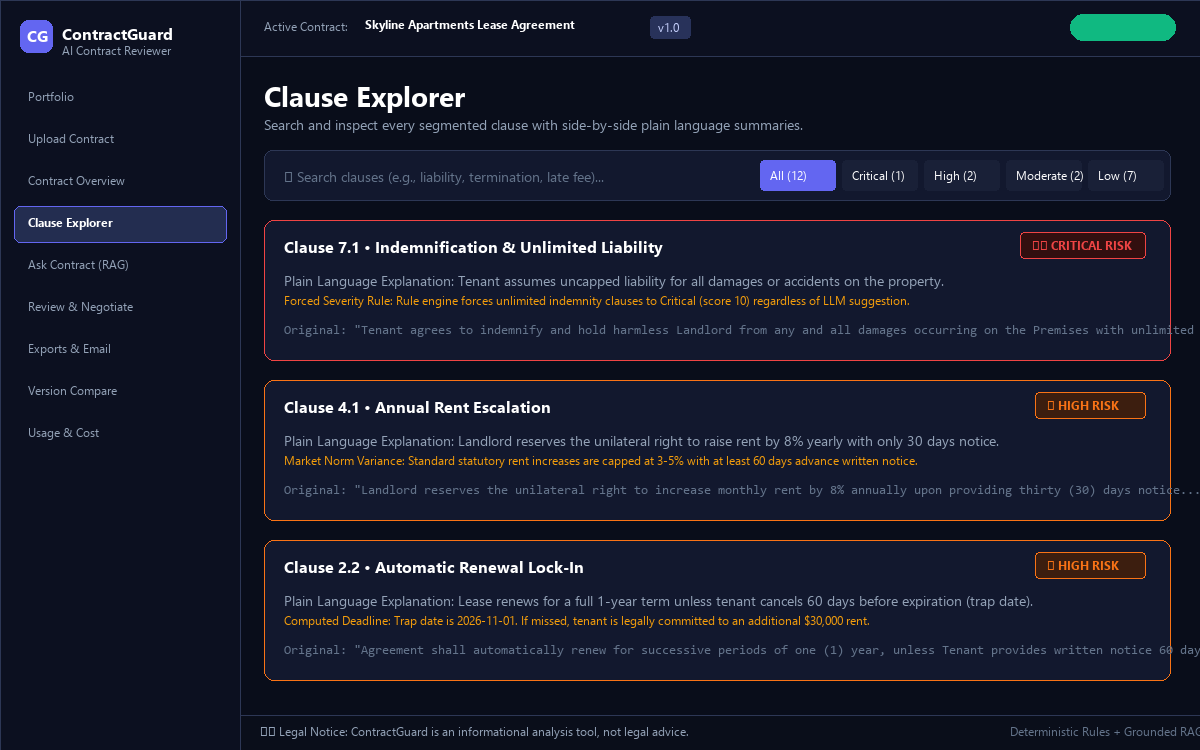 CG
ContractGuard
AI Contract Reviewer
Active Contract: Skyline Apartments Lease Agreement v1.0
Portfolio
Upload Contract
Contract Overview
Clause Explorer
Ask Contract (RAG)
Review & Negotiate
Exports & Email
Version Compare
Usage & Cost
Clause Explorer
Search and inspect every segmented clause with side-by-side plain language summaries.
Search clauses (e.g., liability, termination, late fee)... All (12) Critical (1) High (2) Moderate (2) Low (7)
Clause 7.1 • Indemnification & Unlimited Liability CRITICAL RISK
Plain Language Explanation: Tenant assumes uncapped liability for all damages or accidents on the property.
Forced Severity Rule: Rule engine forces unlimited indemnity clauses to Critical (score 10) regardless of LLM suggestion.
Original: "Tenant agrees to indemnify and hold harmless Landlord from any and all damages occurring on the Premises with unlimited
Clause 4.1 • Annual Rent Escalation HIGH RISK
Plain Language Explanation: Landlord reserves the unilateral right to raise rent by 8% yearly with only 30 days notice.
Market Norm Variance: Standard statutory rent increases are capped at 3-5% with at least 60 days advance written notice.
Original: "Landlord reserves the unilateral right to increase monthly rent by 8% annually upon providing thirty (30) days notice...
Clause 2.2 • Automatic Renewal Lock-In HIGH RISK
Plain Language Explanation: Lease renews for a full 1-year term unless tenant cancels 60 days before expiration (trap date).
Computed Deadline: Trap date is 2026-11-01. If missed, tenant is legally committed to an additional $30,000 rent.
Original: "Agreement shall automatically renew for successive periods of one (1) year, unless Tenant provides written notice 60 day
Legal Notice: ContractGuard is an informational analysis tool, not legal advice. Deterministic Rules + Grounded RAG